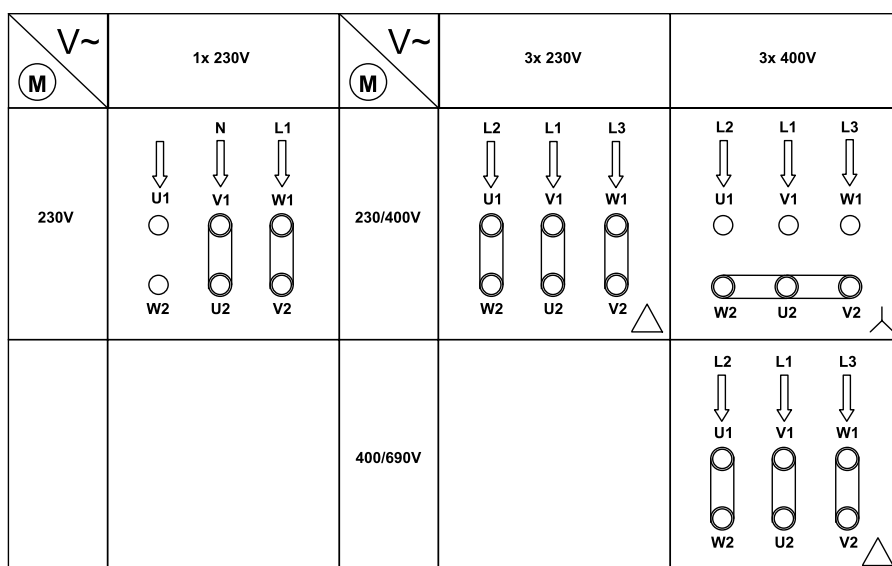 V~ 1x 230V V~ 3x 230V 3x 400V
M M
N L1 L2 L1 L3 L2 L1 L3
U1 V1 W1 U1 V1 W1 U1 V1 W1
230V 230/400V
W2 U2 V2 W2 U2 V2 W2 U2 V2
L2 L1 L3
U1 V1 W1
400/690V
W2 U2 V2